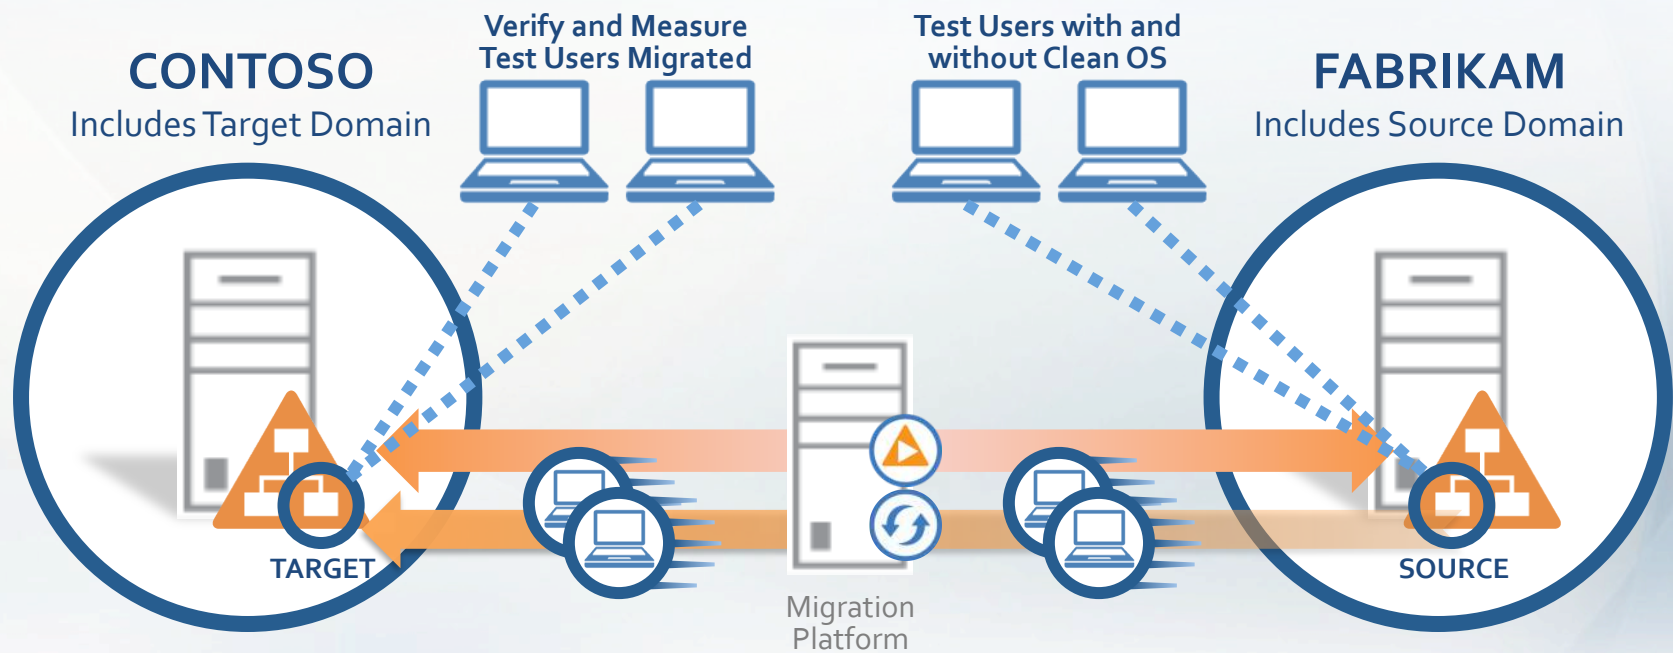 Verify and Measure
Test Users Migrated
Test Users with and
without Clean OS
CONTOSO
Includes Target Domain
FABRIKAM
Includes Source Domain
TARGET
SOURCE
Migration
Platform